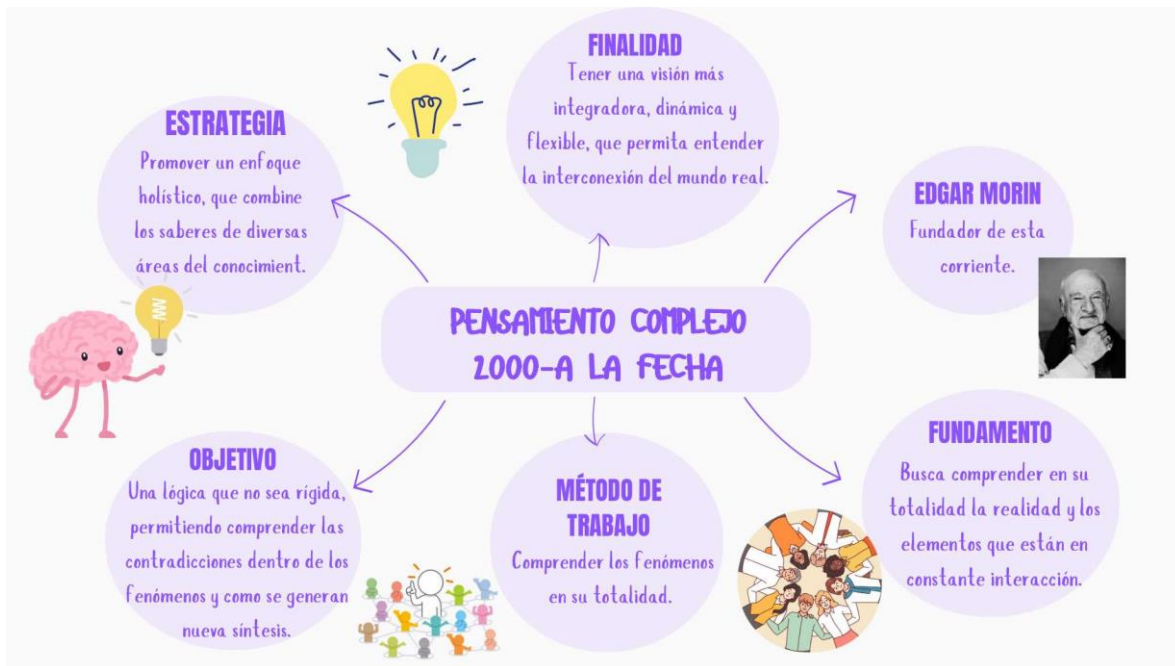 FINALIDAD
Tener una visión más
integradora, dinámica y
flexible, que permita entender
la interconexión del mundo real.
ESTRATEGIA
Promover un enfoque
holístico, que combine
los saberes de diversas
áreas del conocimient.
EDGAR MORIN
Fundador de esta
corriente.
PENSAMIENTO COMPLEJO
2000-A LA FECHA
OBJETIVO
Una lógica que no sea rígida,
permitiendo comprender las
contradicciones dentro de los
fenómenos y como se generan
nueva síntesis.
MÉTODO DE
TRABAJO
Comprender los fenómenos
en su totalidad.
FUNDAMENTO
Busca comprender en su
totalidad la realidad y los
elementos que están en
constante interacción.